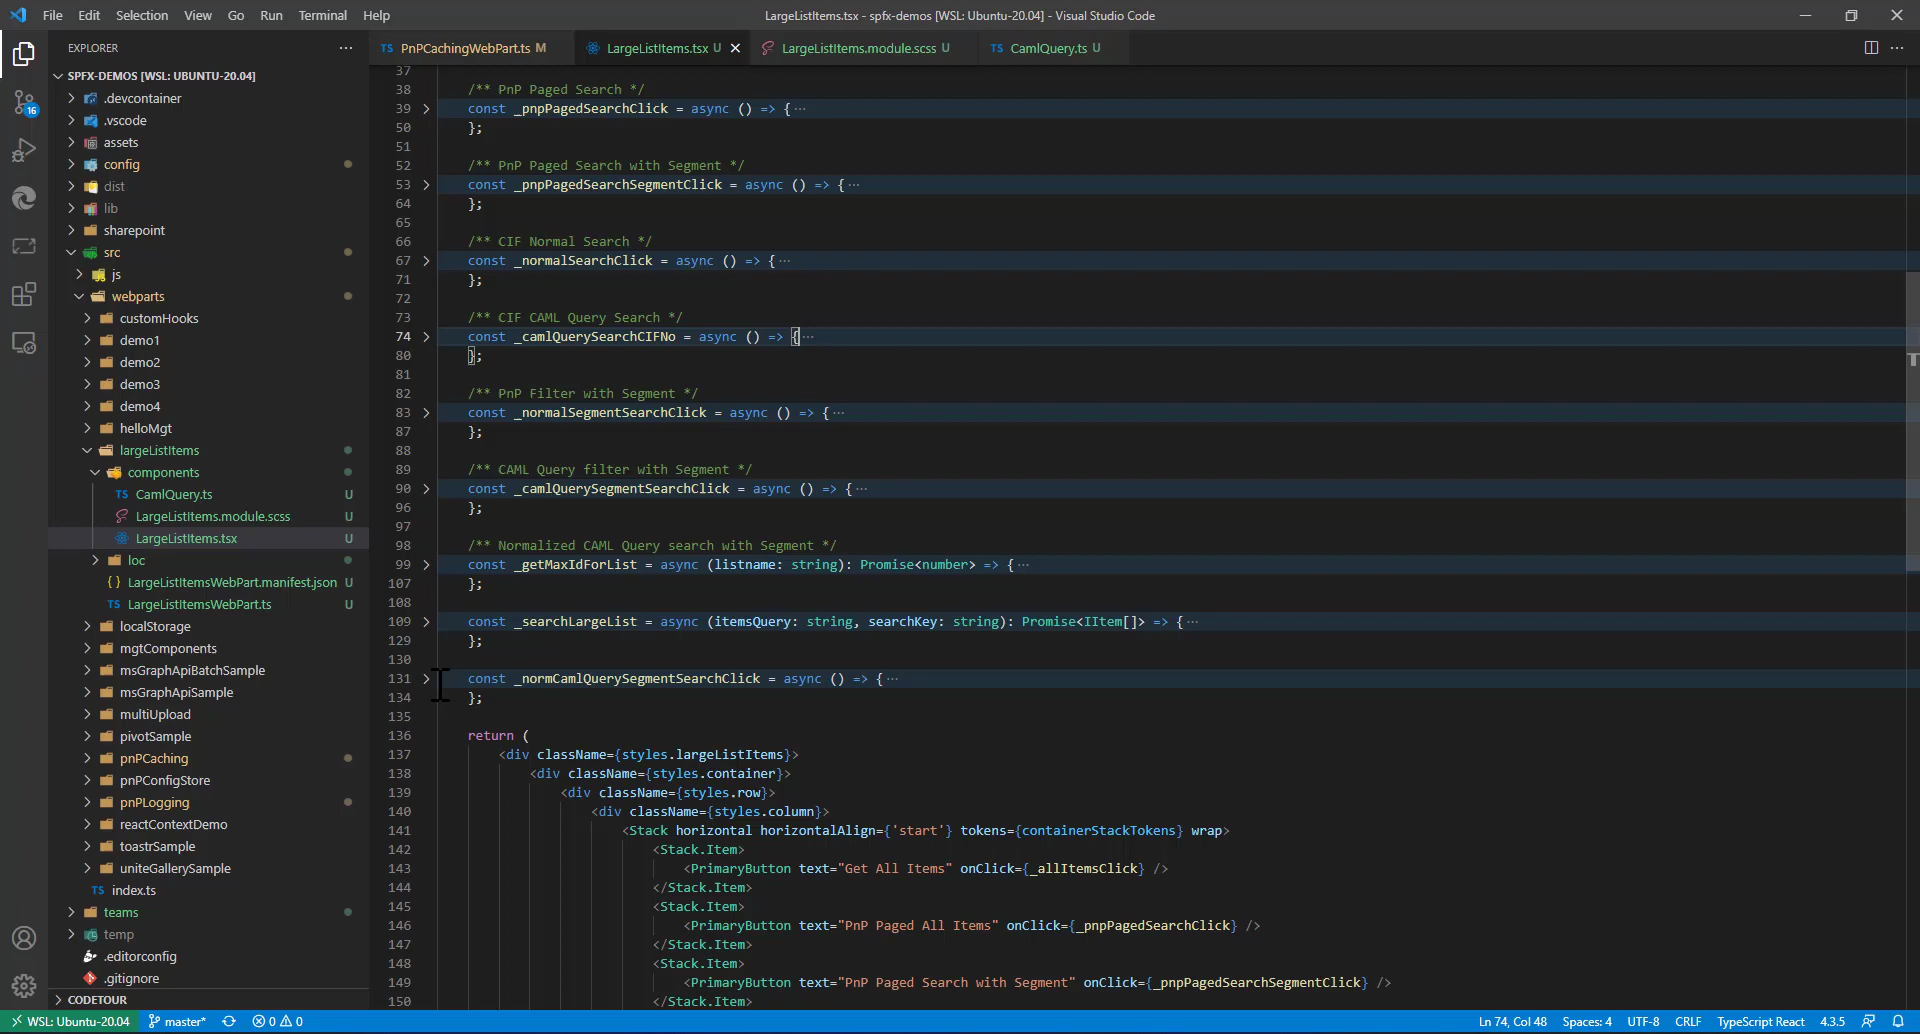 File Edit Selection View Go Run Terminal Help
LargeListItems.tsx - spfx-demos [WSL: Ubuntu-20.04] - Visual Studio Code
EXPLORER
SPFX-DEMOS [WSL: UBUNTU-20.04]
.devcontainer
.vscode
assets
config
dist
lib
sharepoint
src
js
webparts
customHooks
demo1
demo2
demo3
demo4
helloMgt
largeListItems
components
TS CamlQuery.ts U
LargeListItems.module.scss U
LargeListItems.tsx U
loc
{} LargeListItemsWebPart.manifest.json U
TS LargeListItemsWebPart.ts U
localStorage
mgtComponents
msGraphApiBatchSample
msGraphApiSample
multiUpload
pivotSample
pnPCaching
pnPConfigStore
pnPLogging
reactContextDemo
toastrSample
uniteGallerySample
TS index.ts
teams
temp
.editorconfig
.gitignore
CODETOUR
16
TS PnPCachingWebPart.ts M
LargeListItems.tsx U
LargeListItems.module.scss U
TS CamlQuery.ts U
37
38 /** PnP Paged Search */
39 const _pnpPagedSearchClick = async () => {···
50 };
51
52 /** PnP Paged Search with Segment */
53 const _pnpPagedSearchSegmentClick = async () => {···
64 };
65
66 /** CIF Normal Search */
67 const _normalSearchClick = async () => {···
71 };
72
73 /** CIF CAML Query Search */
74 const _camlQuerySearchCIFNo = async () => {···
80 };
81
82 /** PnP Filter with Segment */
83 const _normalSegmentSearchClick = async () => {···
87 };
88
89 /** CAML Query filter with Segment */
90 const _camlQuerySegmentSearchClick = async () => {···
96 };
97
98 /** Normalized CAML Query search with Segment */
99 const _getMaxIdForList = async (listname: string): Promise<number> => {···
107 };
108
109 const _searchLargeList = async (itemsQuery: string, searchKey: string): Promise<IItem[]> => {···
129 };
130
131 const _normCamlQuerySegmentSearchClick = async () => {···
134 };
135
136 return (
137 <div className={styles.largeListItems}>
138 <div className={styles.container}>
139 <div className={styles.row}>
140 <div className={styles.column}>
141 <Stack horizontal horizontalAlign={'start'} tokens={containerStackTokens} wrap>
142 <Stack.Item>
143 <PrimaryButton text="Get All Items" onClick={_allItemsClick} />
144 </Stack.Item>
145 <Stack.Item>
146 <PrimaryButton text="PnP Paged All Items" onClick={_pnpPagedSearchClick} />
147 </Stack.Item>
148 <Stack.Item>
149 <PrimaryButton text="PnP Paged Search with Segment" onClick={_pnpPagedSearchSegmentClick} />
150 </Stack.Item>
WSL: Ubuntu-20.04 master* 0 0
Ln 74, Col 48 Spaces: 4 UTF-8 CRLF TypeScript React 4.3.5